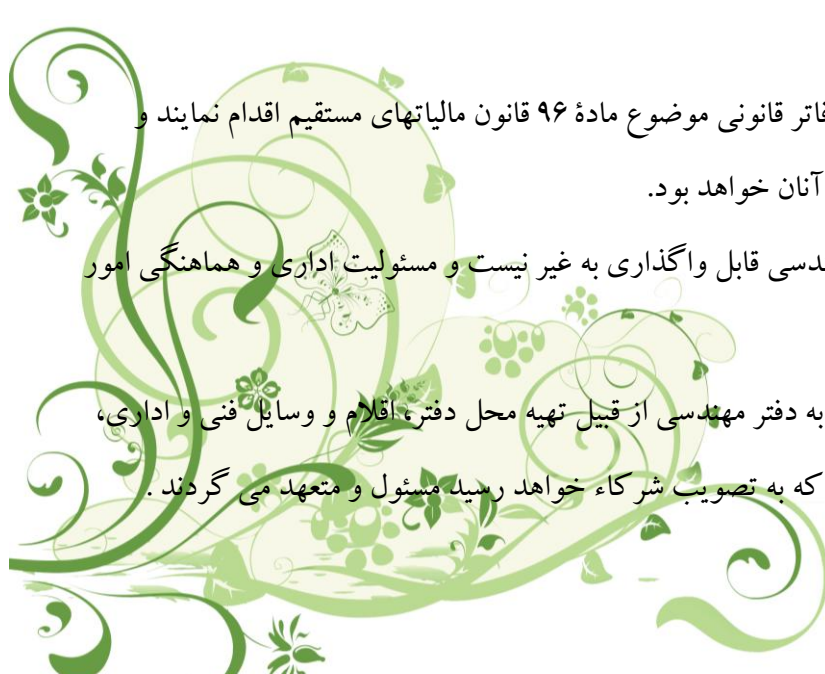 فاتر قانونی موضوع مادۀ ۹۶ قانون مالیاتهای مستقیم اقدام نمایند و
آنان خواهد بود.
دسی قابل واگذاری به غیر نیست و مسئولیت اداری و هماهنگی امور
به دفتر مهندسی از قبیل تهیه محل دفتر، اقلام و وسایل فنی و اداری،
که به تصویب شرکاء خواهد رسید مسئول و متعهد می گردند .